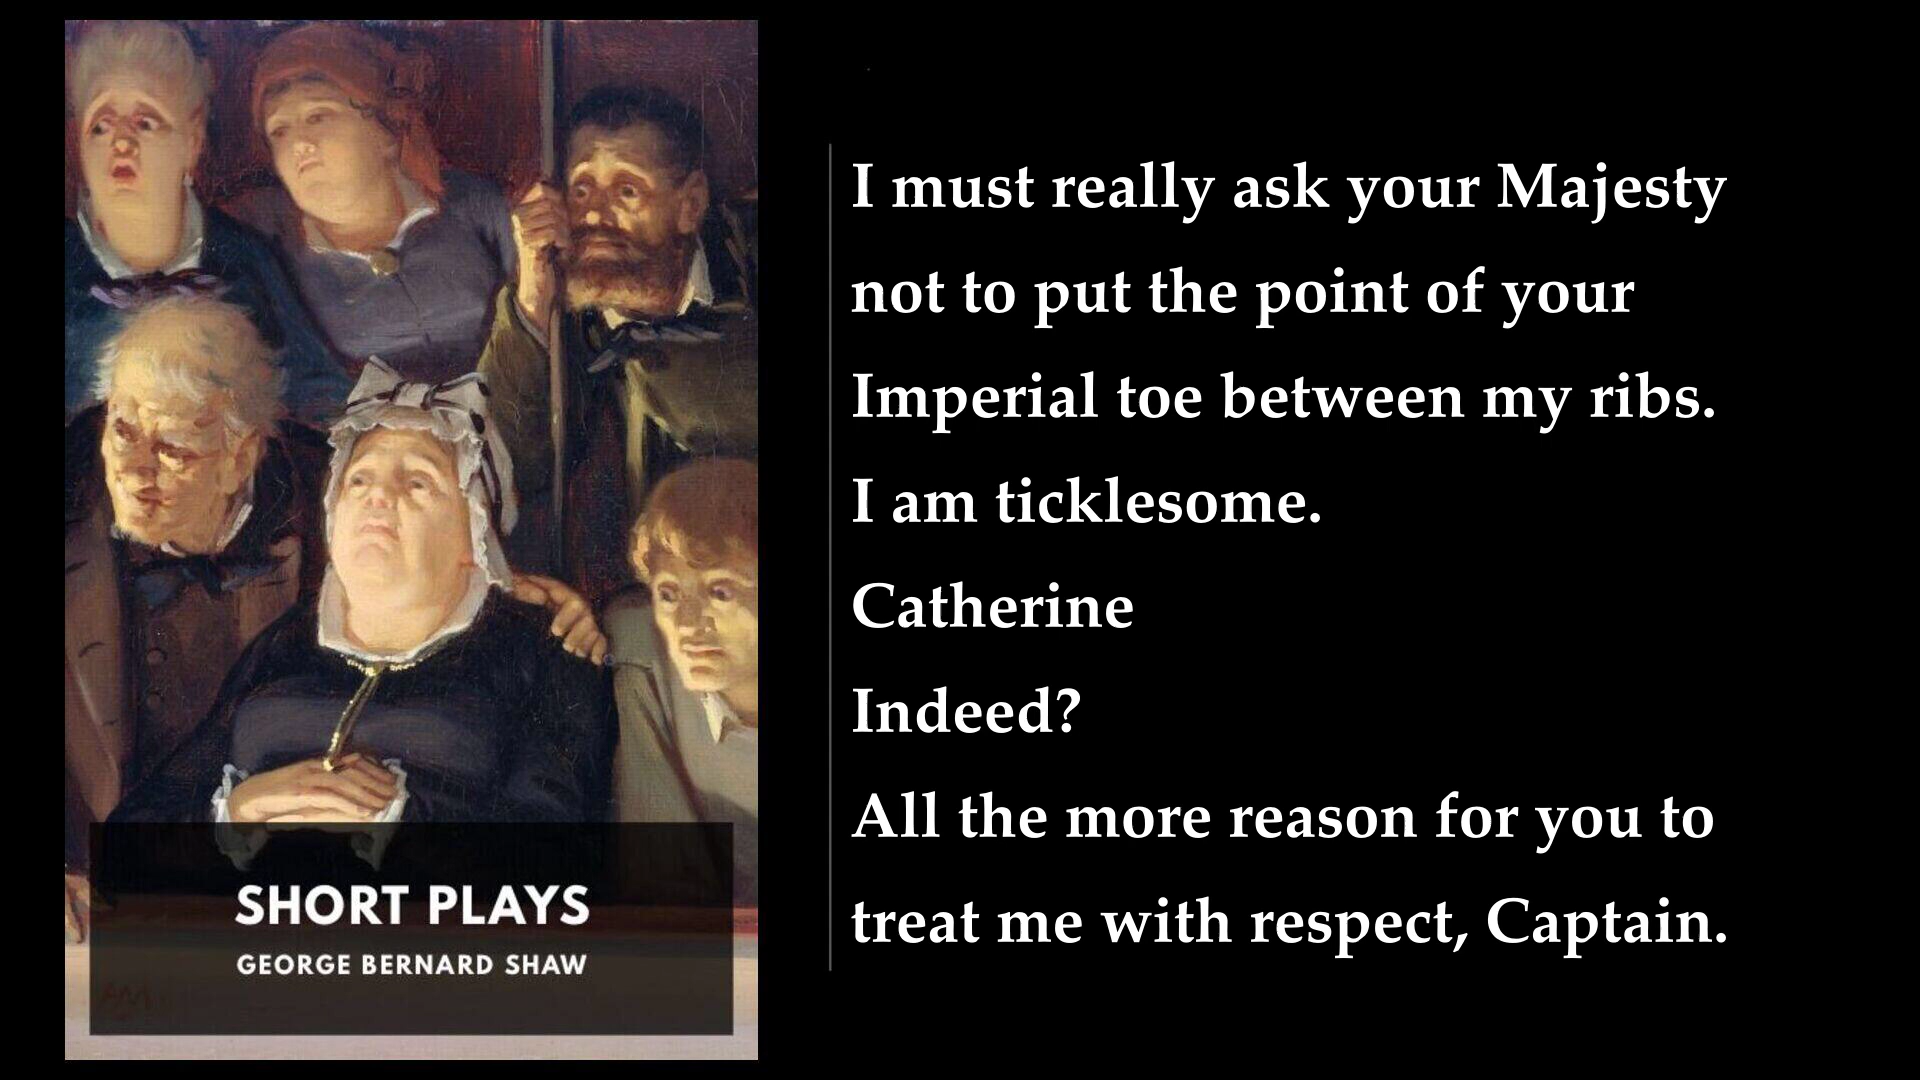 SHORT PLAYS
GEORGE BERNARD SHAW
I must really ask your Majesty
not to put the point of your
Imperial toe between my ribs.
I am ticklesome.
Catherine
Indeed?
All the more reason for you to
treat me with respect, Captain.